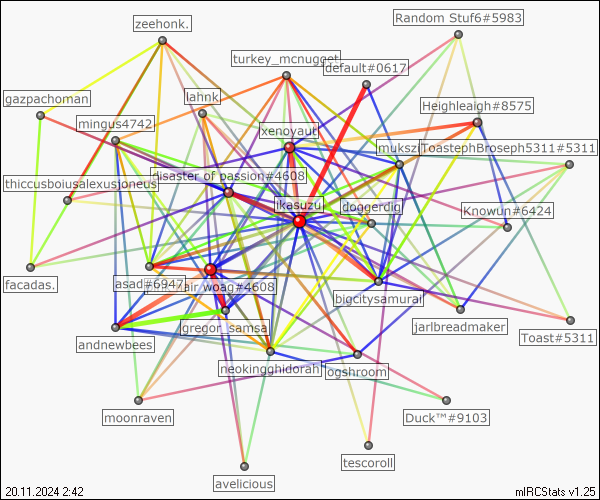 zeehonk.
Random Stuf6#5983
turkey_mcnugget
default#0617
gazpachoman
lahnk
Heighleaigh#8575
mingus4742
xenoyaut
ToastephBroseph5311#5311
thiccusboiusalexusjoneus
disaster of passion#4608
ikasuzu
doggerdig
Knowun#6424
facadas.
asad#6947
woag#4608
bigcitysamurai
gregor_samsa
jarlbreadmaker
andnewbees
Toast#5311
neokingghidorah
ogshroom
moonraven
Duck™#9103
tescoroll
avelicious
20.11.2024 2:42
mIRCStats v1.25